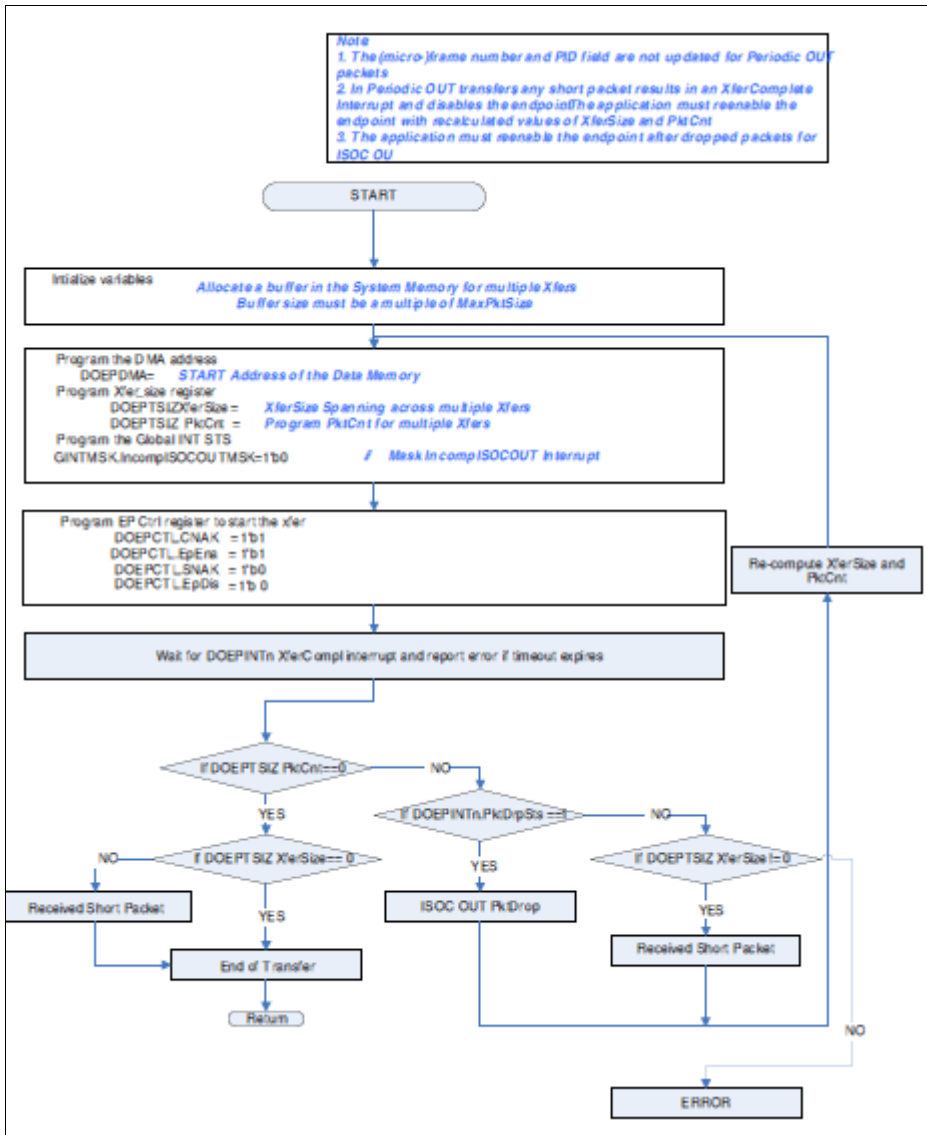 Note
1. The (micro-)frame number and PID field are not updated for Periodic OUT
packets
2. In Periodic OUT transfers any short packet results in an XferComplete
Interrupt and disables the endpointThe application must reenable the
endpoint with recalculated values of XferSize and PktCnt
3. The application must reenable the endpoint after dropped packets for
ISOC OU
START
Intialize variables
Allocate a buffer in the System Memory for multiple Xfers
Buffer size must be a multiple of MaxPktSize
Program the DMA address
DOEPDMA= START Address of the Data Memory
Program Xfer_size register
DOEPTSIZXferSize = XferSize Spanning across multiple Xfers
DOEPTSIZ PktCnt = Program PktCnt for multiple Xfers
Program the Global INT STS
GINTMSK.IncompISOCOUTMSK=1'b0 // Mask IncompISOCOUT Interrupt
Program EP Ctrl register to start the xfer
DOEPCTL.CNAK =1'b1
DOEPCTL.EpEna =1'b1
DOEPCTL.SNAK =1'b0
DOEPCTL.EpDis =1'b 0
Re-compute XferSize and
PktCnt
Wait for DOEPINTn XferCompl interrupt and report error if timeout expires
If DOEPTSIZ PktCnt==0
NO
YES
If DOEPINTn.PktDrpSts ==1
NO
If DOEPTSIZ XferSize== 0
NO
YES
If DOEPTSIZ XferSize !=0
Received Short Packet
YES
ISOC OUT PktDrop
YES
Received Short Packet
End of Transfer
Return
NO
ERROR